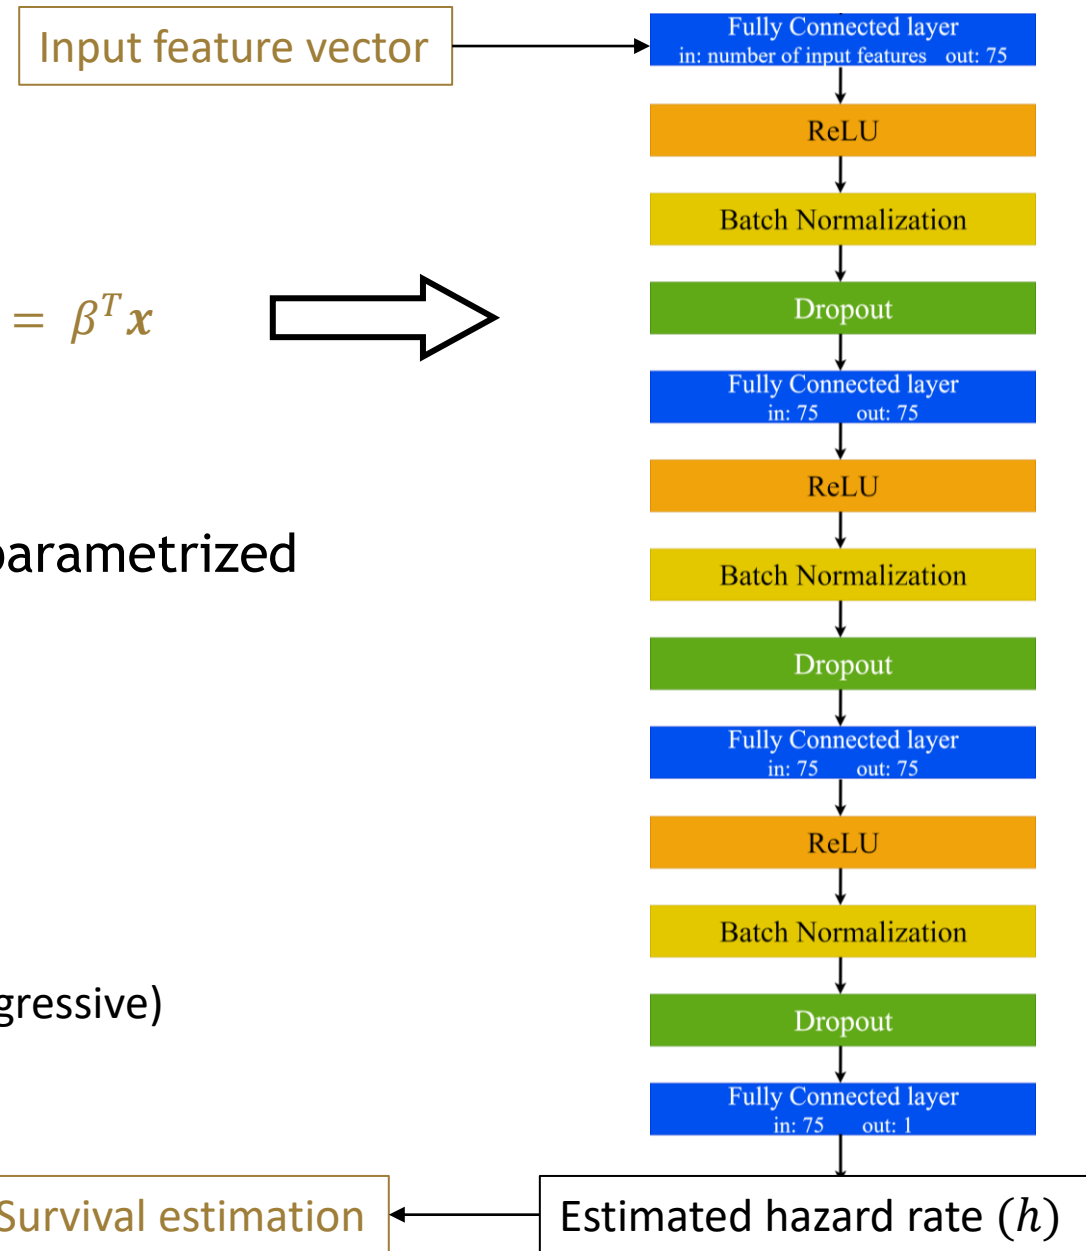 Input feature vector
Fully Connected layer
in: number of input features out: 75
ReLU
Batch Normalization
= βᵀx
Dropout
Fully Connected layer
in: 75 out: 75
ReLU
parametrized
Batch Normalization
Dropout
Fully Connected layer
in: 75 out: 75
ReLU
Batch Normalization
gressive)
Dropout
Fully Connected layer
in: 75 out: 1
Survival estimation
Estimated hazard rate (h)